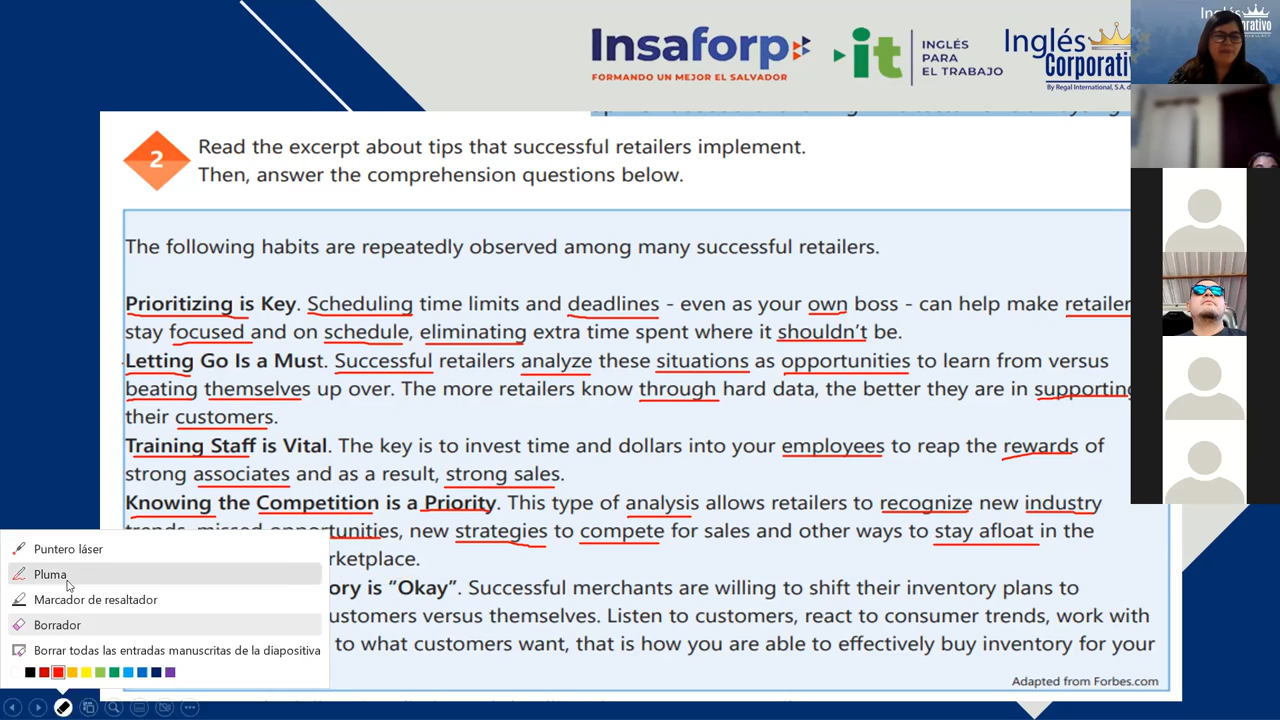 Insaforp
FORMANDO UN MEJOR EL SALVADOR
it
INGLÉS
PARA
EL TRABAJO
Inglés
Corporativo
By Regal International, S.A. d
2
Read the excerpt about tips that successful retailers implement.
Then, answer the comprehension questions below.
The following habits are repeatedly observed among many successful retailers.
Prioritizing is Key. Scheduling time limits and deadlines - even as your own boss - can help make retailer
stay focused and on schedule, eliminating extra time spent where it shouldn't be.
Letting Go Is a Must. Successful retailers analyze these situations as opportunities to learn from versus
beating themselves up over. The more retailers know through hard data, the better they are in supporting
their customers.
Training Staff is Vital. The key is to invest time and dollars into your employees to reap the rewards of
strong associates and as a result, strong sales.
Knowing the Competition is a Priority. This type of analysis allows retailers to recognize new industry
trends, missed opportunities, new strategies to compete for sales and other ways to stay afloat in the
rketplace.
ory is "Okay". Successful merchants are willing to shift their inventory plans to
ustomers versus themselves. Listen to customers, react to consumer trends, work with
to what customers want, that is how you are able to effectively buy inventory for your
Adapted from Forbes.com
Puntero láser
Pluma
Marcador de resaltador
Borrador
Borrar todas las entradas manuscritas de la diapositiva